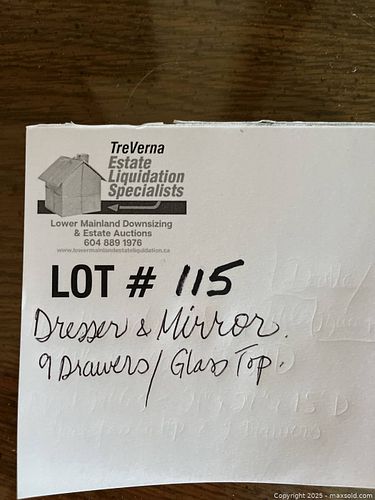 TreVerna
Estate
Liquidation
Specialists
Lower Mainland Downsizing
& Estate Auctions
604 889 1976
www.lowermainlandestateliquidation.ca
LOT # 115
Dresser & Mirror.
9 Drawers / Glass Top.
Copyright 2025 - maxsold.com